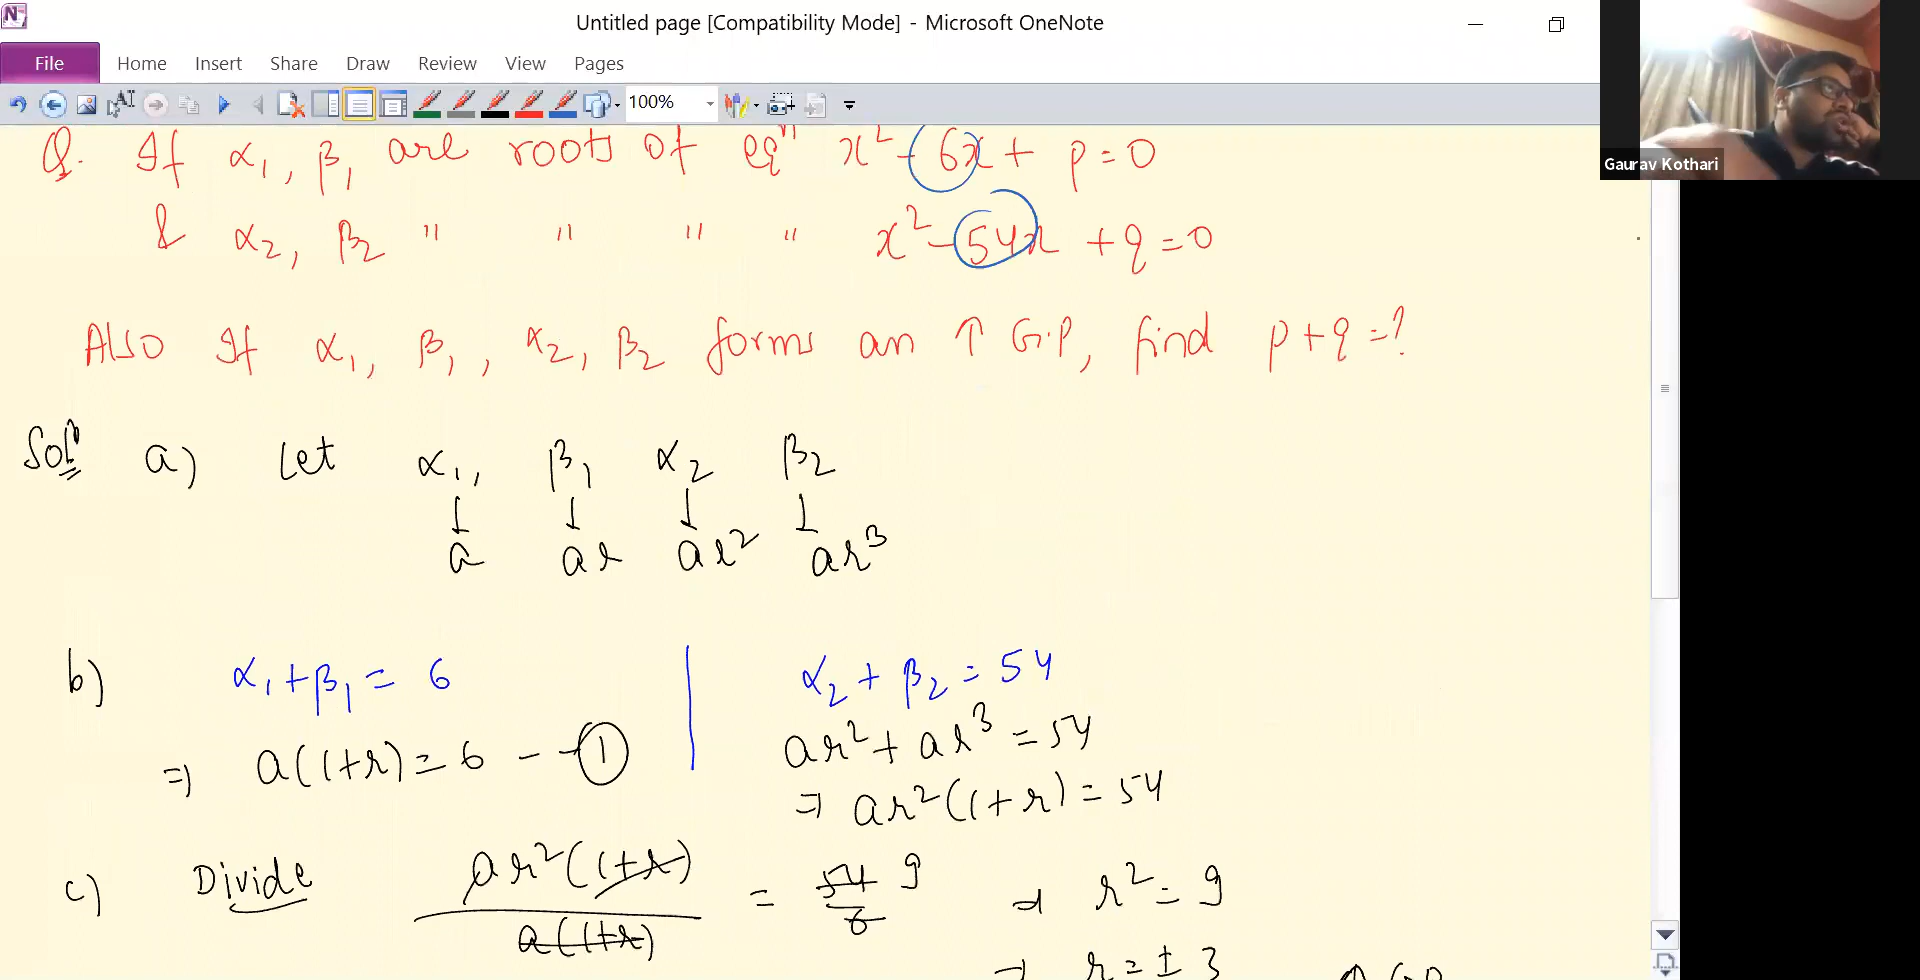 Untitled page [Compatibility Mode] - Microsoft OneNote
File Home Insert Share Draw Review View Pages
100%
Gaurav Kothari
Q. If α₁, β₁ are roots of eqⁿ x² - 6x + p = 0
& α₂, β₂ " " " " x² - 54x + q = 0
Also If α₁, β₁, α₂, β₂ forms an ↑ G.P, find p + q = ?
Solⁿ a) Let α₁, β₁ α₂ β₂
↓ ↓ ↓ ↓
a ar ar² ar³
b) α₁ + β₁ = 6 | α₂ + β₂ = 54
⇒ a(1+r) = 6 - - ① ar² + ar³ = 54
⇒ ar²(1+r) = 54
c) Divide ar²(1+r) / a(1+r) = 54/6 9 ⇒ r² = 9
⇒ r = ± 3 ↑ GP